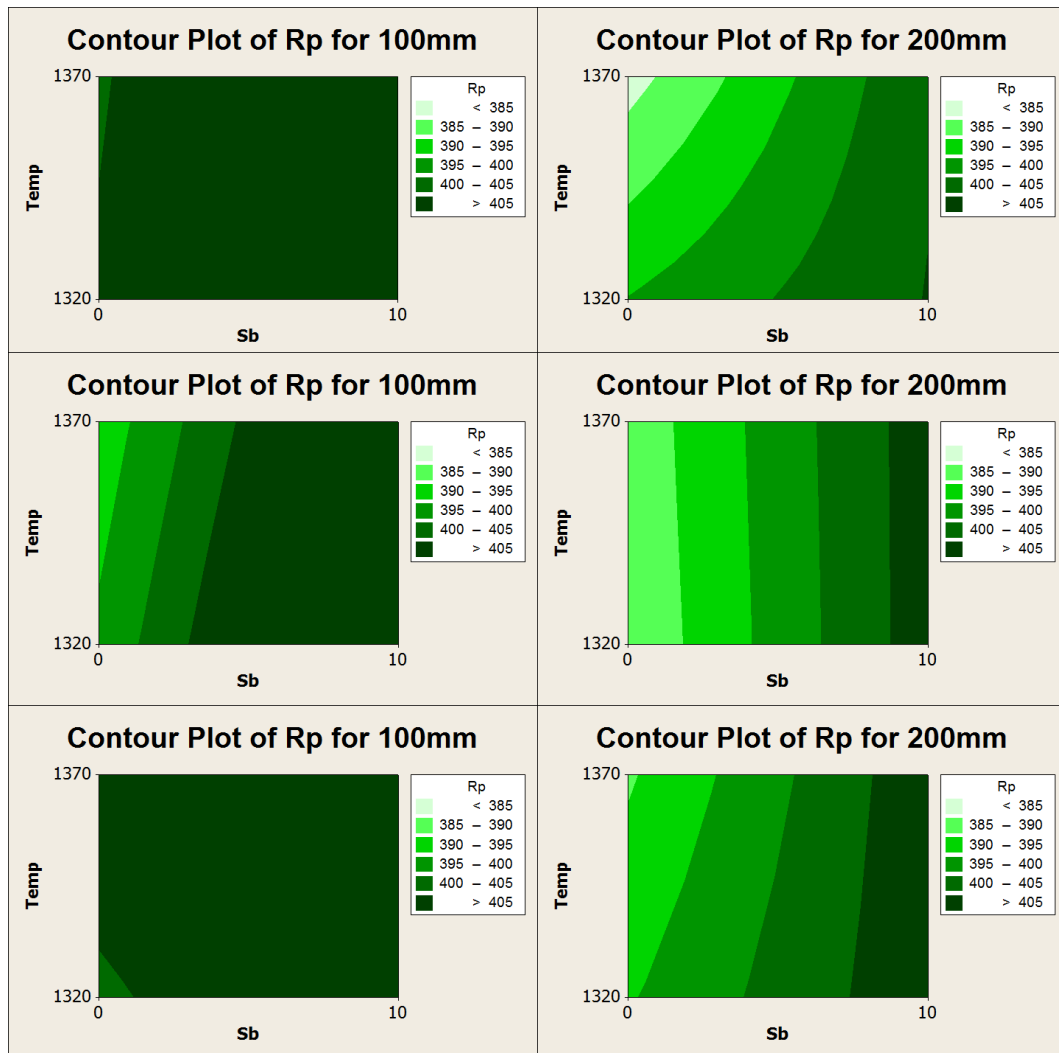 Contour Plot of Rp for 100mm
1370
Temp
1320
0
10
Sb
Rp
< 385
385 – 390
390 – 395
395 – 400
400 – 405
> 405
Contour Plot of Rp for 200mm
1370
Temp
1320
0
10
Sb
Rp
< 385
385 – 390
390 – 395
395 – 400
400 – 405
> 405
Contour Plot of Rp for 100mm
1370
Temp
1320
0
10
Sb
Rp
< 385
385 – 390
390 – 395
395 – 400
400 – 405
> 405
Contour Plot of Rp for 200mm
1370
Temp
1320
0
10
Sb
Rp
< 385
385 – 390
390 – 395
395 – 400
400 – 405
> 405
Contour Plot of Rp for 100mm
1370
Temp
1320
0
10
Sb
Rp
< 385
385 – 390
390 – 395
395 – 400
400 – 405
> 405
Contour Plot of Rp for 200mm
1370
Temp
1320
0
10
Sb
Rp
< 385
385 – 390
390 – 395
395 – 400
400 – 405
> 405